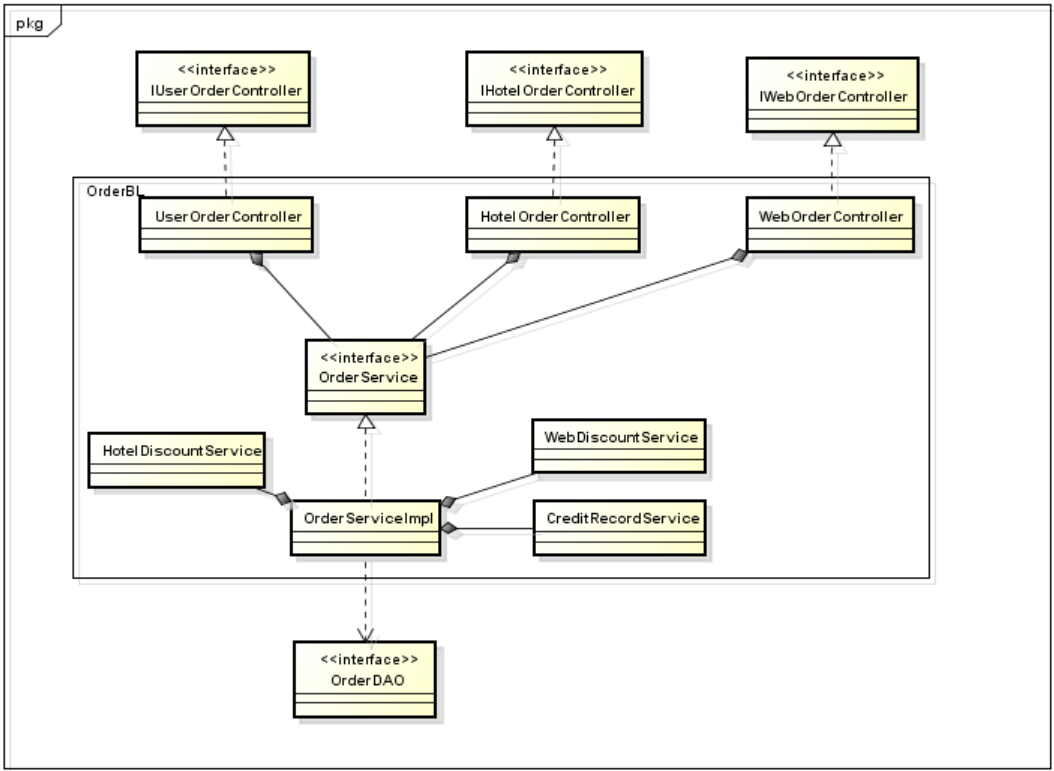 pkg
<<interface>>
IUserOrderController
<<interface>>
IHotelOrderController
<<interface>>
IWebOrderController
OrderBL
UserOrderController
HotelOrderController
WebOrderController
<<interface>>
OrderService
HotelDiscountService
WebDiscountService
OrderServiceImpl
CreditRecordService
<<interface>>
OrderDAO